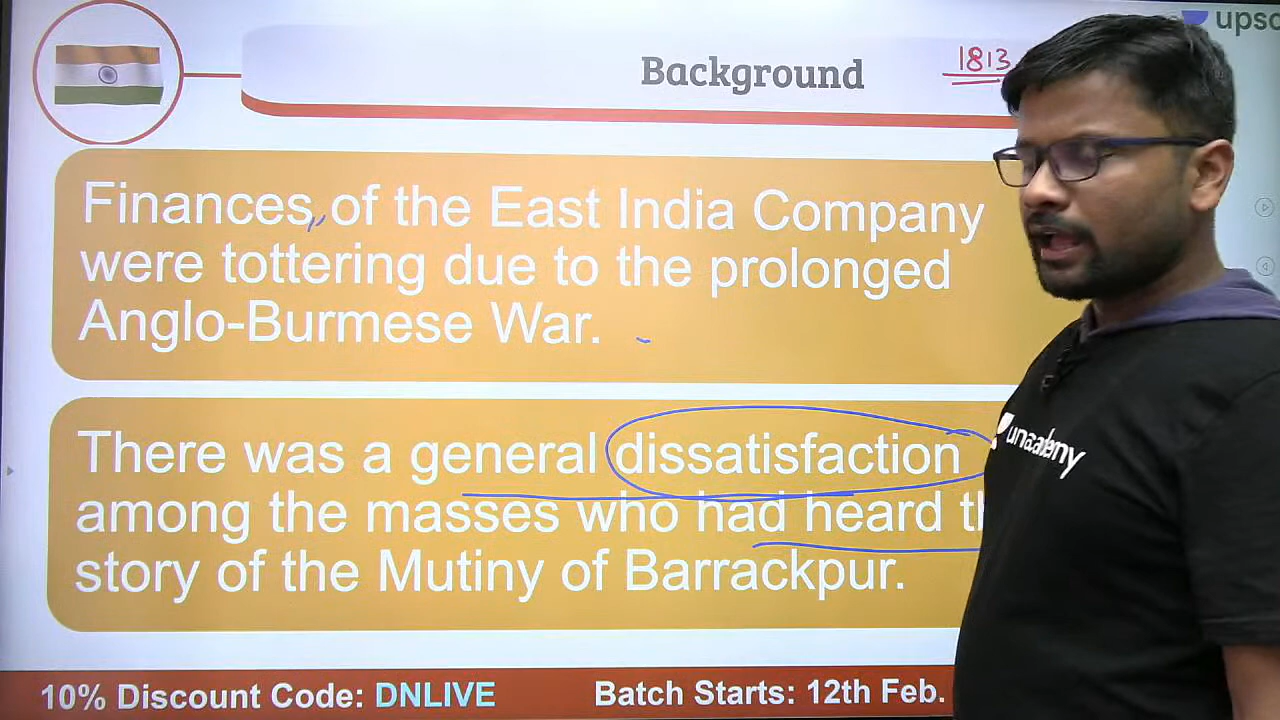 upsc
Background
1813
Finances, of the East India Company
were tottering due to the prolonged
Anglo-Burmese War.
There was a general dissatisfaction
among the masses who had heard
story of the Mutiny of Barrackpur.
unacademy
10% Discount Code: DNLIVE
Batch Starts: 12th Feb.